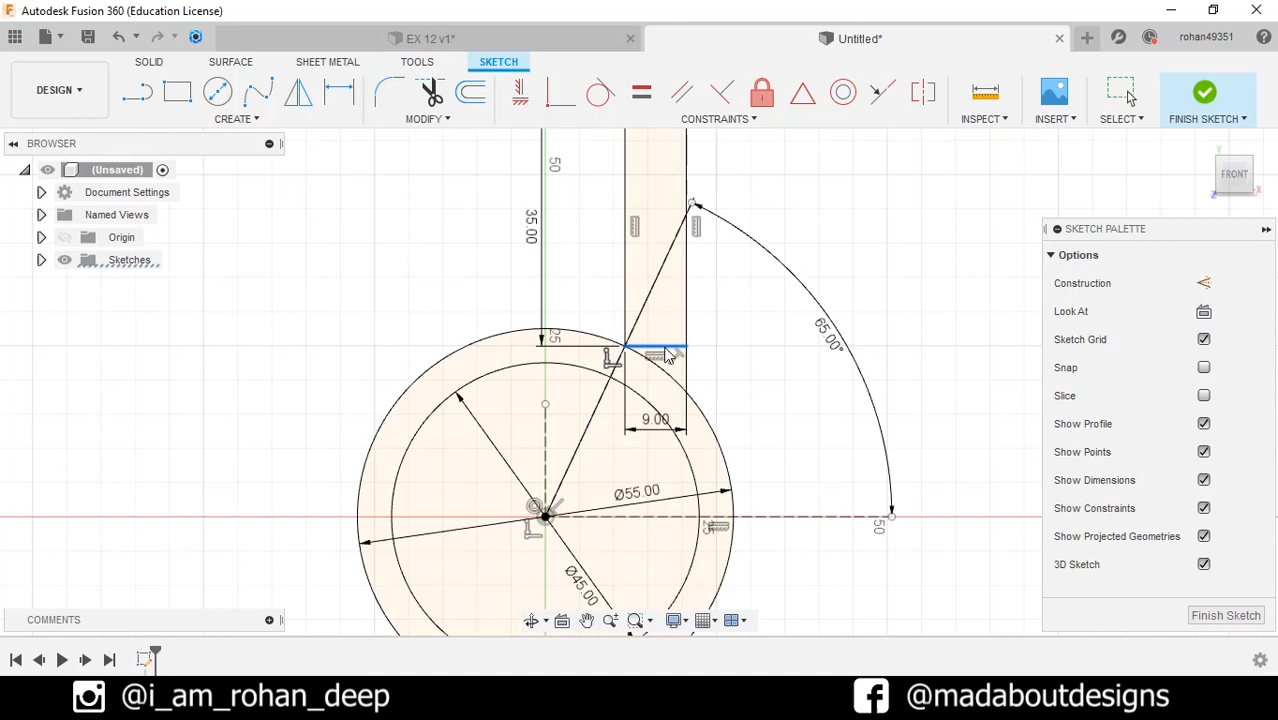 Autodesk Fusion 360 (Education License)
EX 12 v1*
Untitled*
rohan49351
DESIGN
SOLID
SURFACE
SHEET METAL
TOOLS
SKETCH
CREATE
MODIFY
CONSTRAINTS
INSPECT
INSERT
SELECT
FINISH SKETCH
BROWSER
(Unsaved)
Document Settings
Named Views
Origin
Sketches
50
35.00
25
65.00°
9.00
Ø55.00
25
50
Ø45.00
Y
FRONT
X
Z
SKETCH PALETTE
Options
Construction
Look At
Sketch Grid
Snap
Slice
Show Profile
Show Points
Show Dimensions
Show Constraints
Show Projected Geometries
3D Sketch
Finish Sketch
COMMENTS
@i_am_rohan_deep
@madaboutdesigns